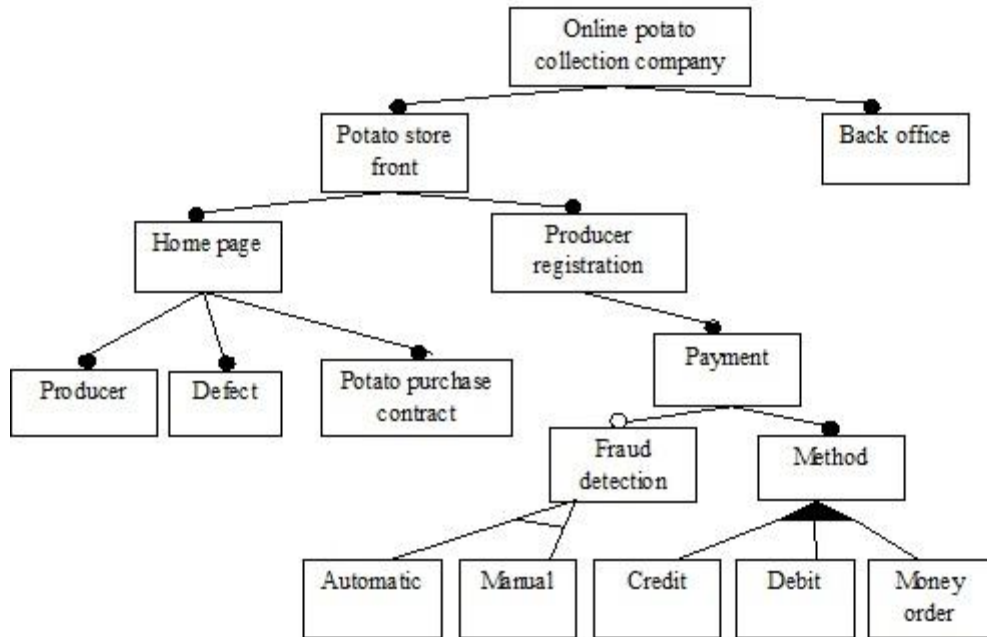 Online potato
collection company
Potato store
front
Back office
Home page
Producer
registration
Producer
Defect
Potato purchase
contract
Payment
Fraud
detection
Method
Automatic
Manual
Credit
Debit
Money
order